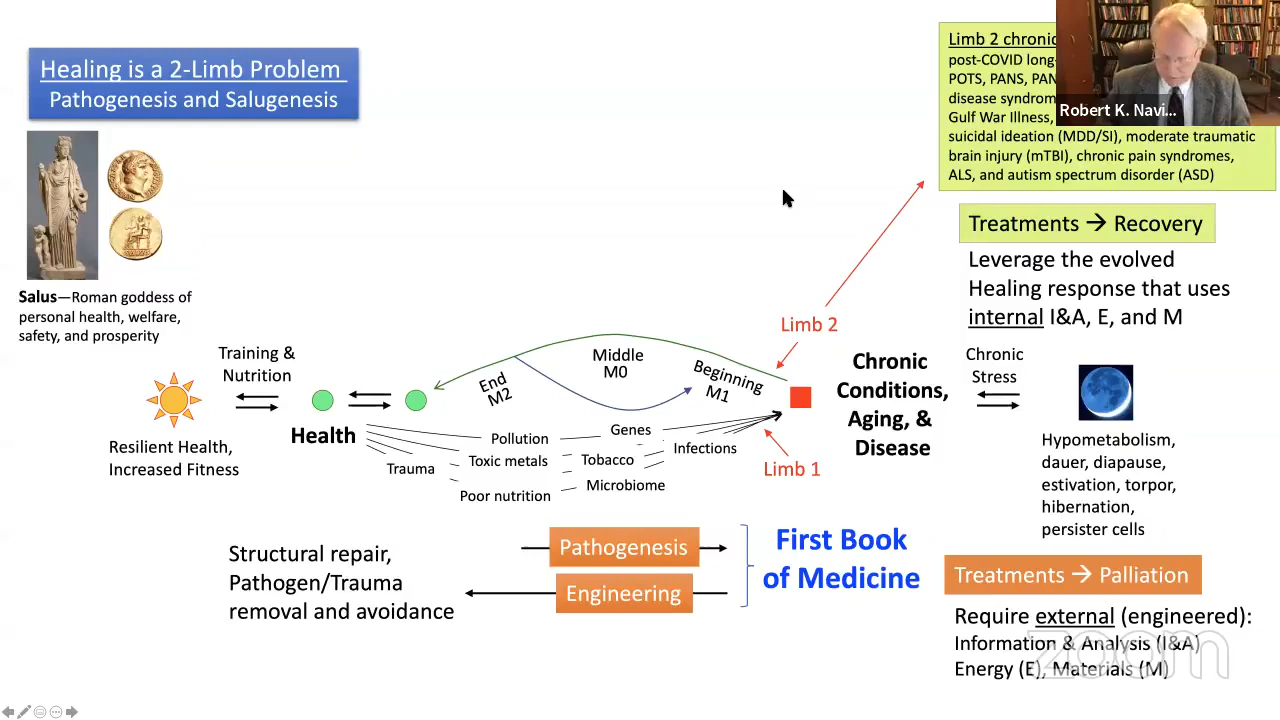 Healing is a 2-Limb Problem
Pathogenesis and Salugenesis
Salus—Roman goddess of
personal health, welfare,
safety, and prosperity
Limb 2 chronic
post-COVID long-
POTS, PANS, PAN
disease syndrom
Gulf War Illness,
suicidal ideation (MDD/SI), moderate traumatic
brain injury (mTBI), chronic pain syndromes,
ALS, and autism spectrum disorder (ASD)
Robert K. Navi...
Treatments → Recovery
Leverage the evolved
Healing response that uses
internal I&A, E, and M
Training &
Nutrition
Resilient Health,
Increased Fitness
Health
End
M2
Middle
M0
Beginning
M1
Limb 2
Chronic
Conditions,
Aging, &
Disease
Chronic
Stress
Hypometabolism,
dauer, diapause,
estivation, torpor,
hibernation,
persister cells
Pollution
Genes
Trauma
Toxic metals
Tobacco
Infections
Poor nutrition
Microbiome
Limb 1
Structural repair,
Pathogen/Trauma
removal and avoidance
Pathogenesis
Engineering
First Book
of Medicine
Treatments → Palliation
Require external (engineered):
Information & Analysis (I&A)
Energy (E), Materials (M)
zoom